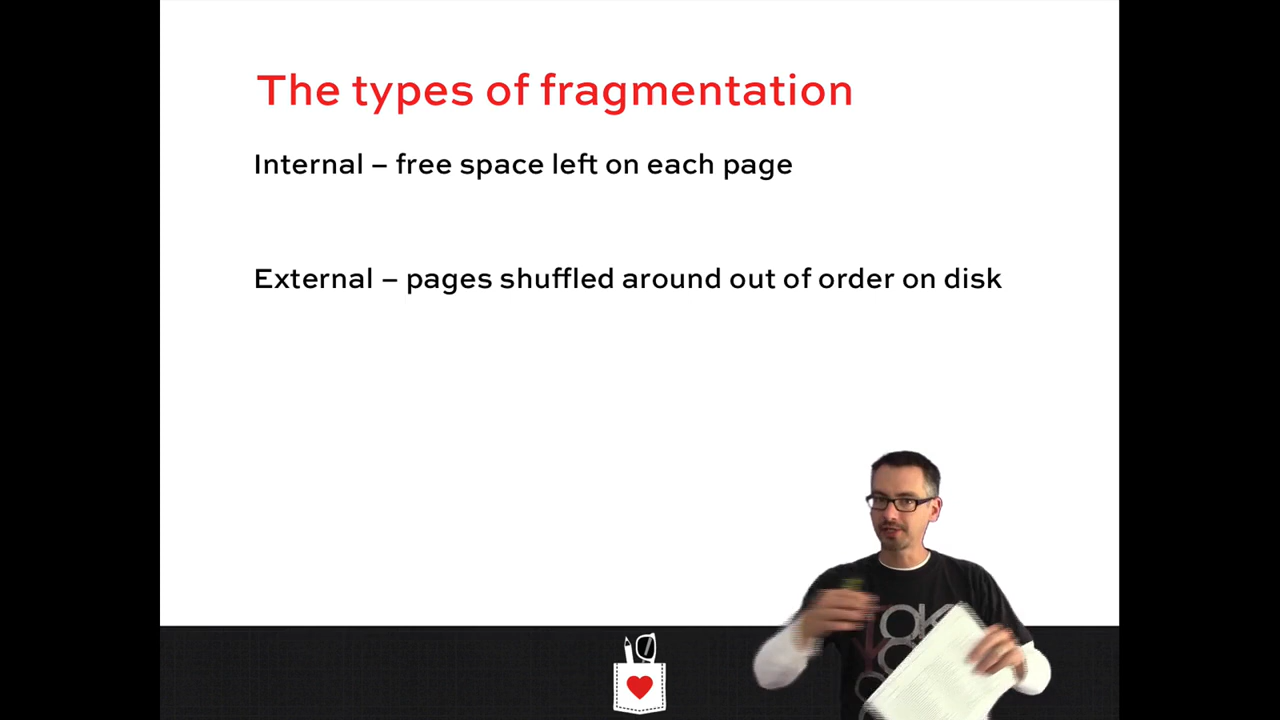 The types of fragmentation
Internal – free space left on each page
External – pages shuffled around out of order on disk